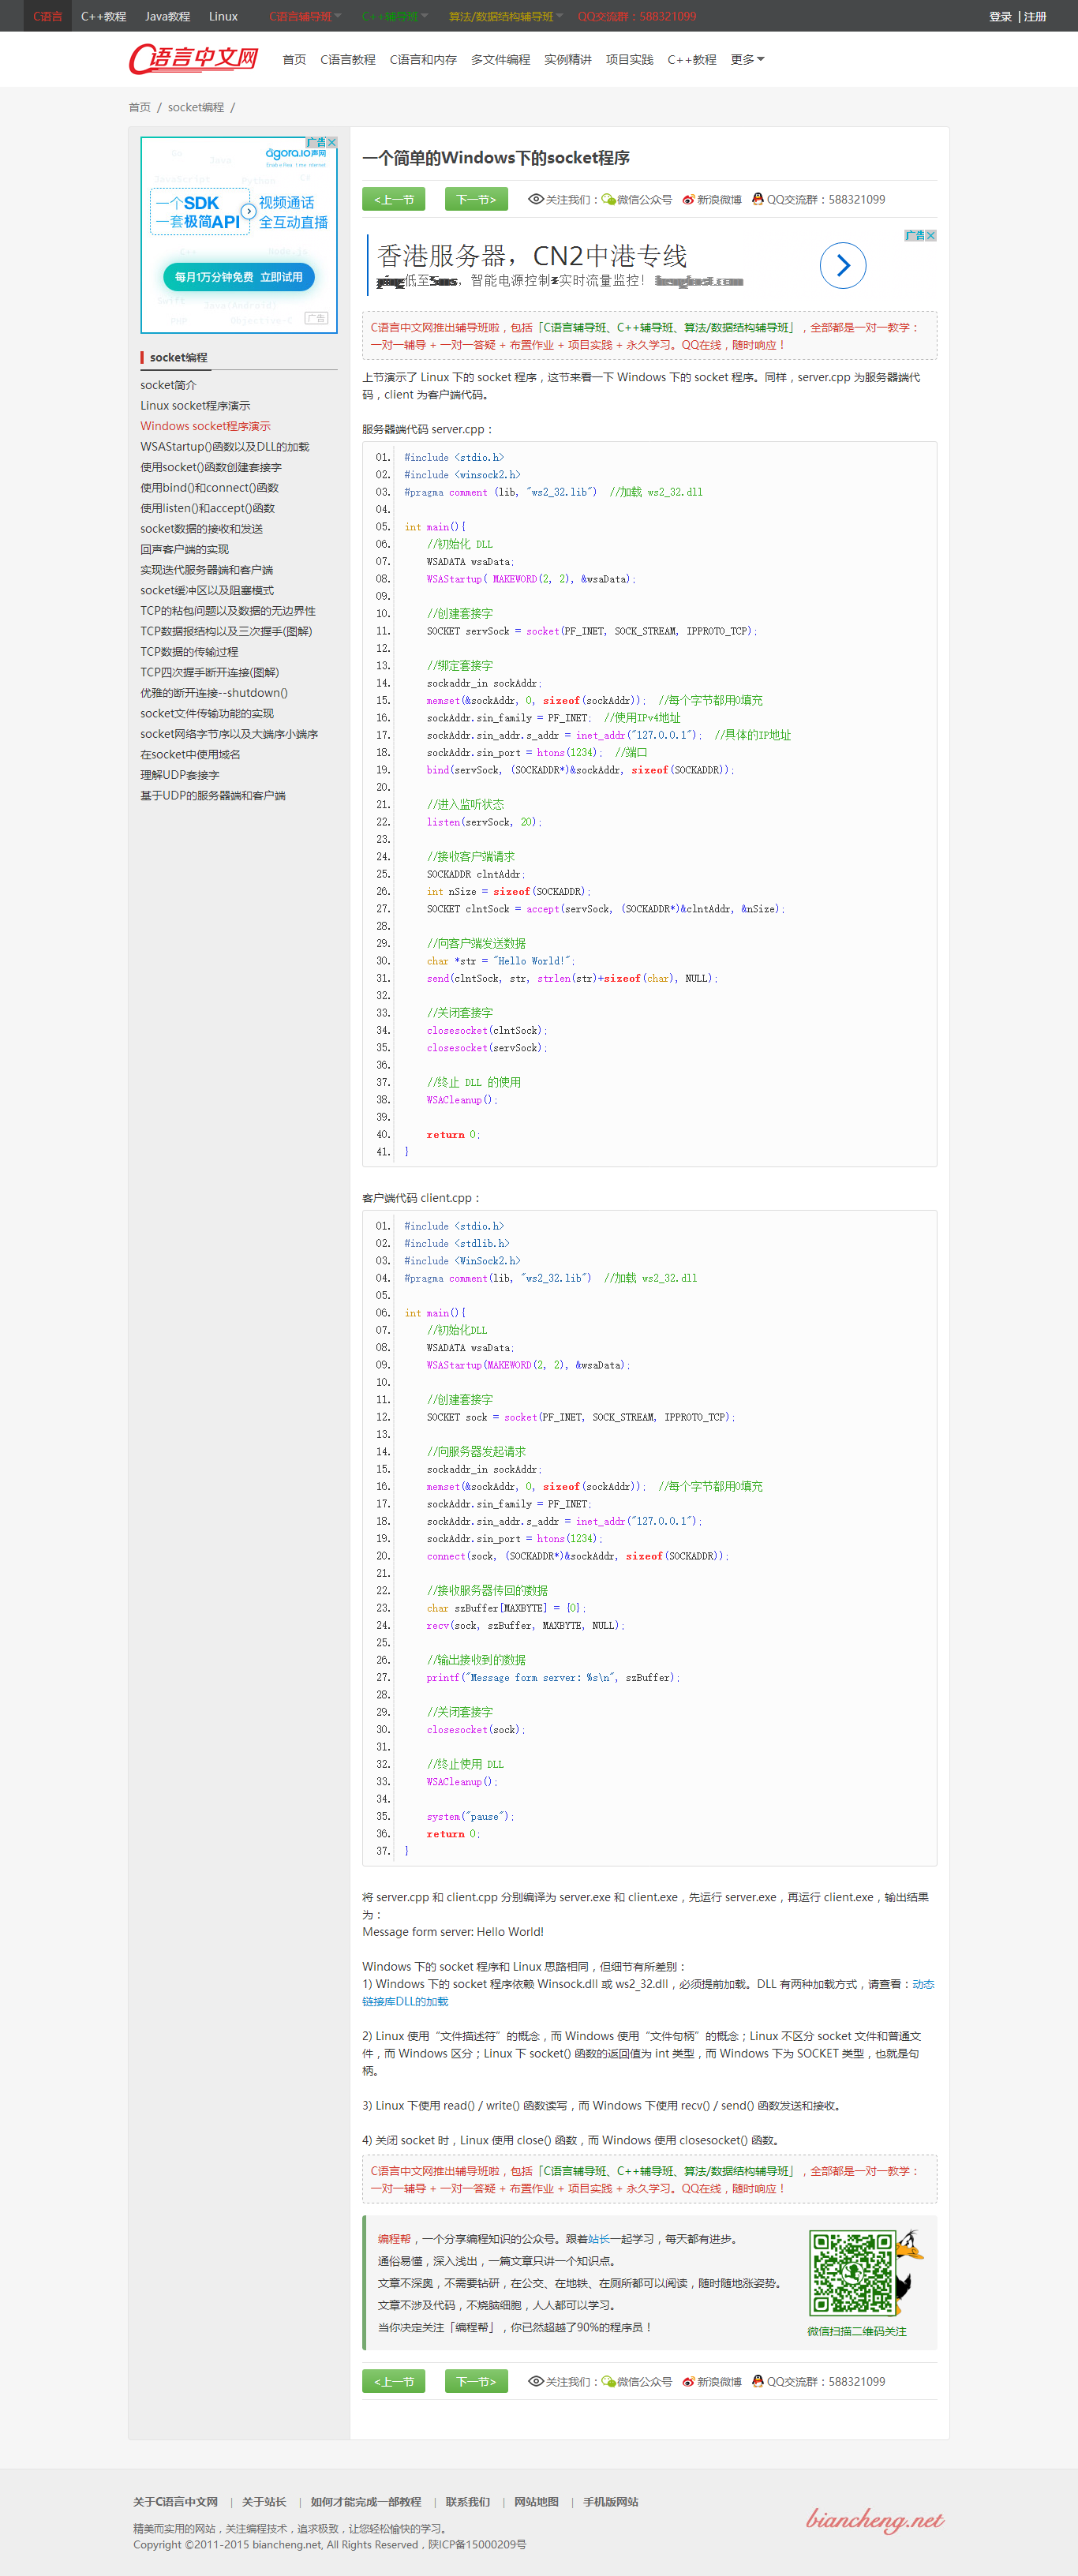 C语言 C++教程 Java教程 Linux C语言辅导班 C++辅导班 算法/数据结构辅导班 QQ交流群：588321099 登录 | 注册
C语言中文网 首页 C语言教程 C语言和内存 多文件编程 实例精讲 项目实践 C++教程 更多
首页 / socket编程 /
广告
agora.io声网
一个SDK
一套极简API
视频通话
全互动直播
每月1万分钟免费 立即试用
广告
socket编程
socket简介
Linux socket程序演示
Windows socket程序演示
WSAStartup()函数以及DLL的加载
使用socket()函数创建套接字
使用bind()和connect()函数
使用listen()和accept()函数
socket数据的接收和发送
回声客户端的实现
实现迭代服务器端和客户端
socket缓冲区以及阻塞模式
TCP的粘包问题以及数据的无边界性
TCP数据报结构以及三次握手(图解)
TCP数据的传输过程
TCP四次握手断开连接(图解)
优雅的断开连接--shutdown()
socket文件传输功能的实现
socket网络字节序以及大端序小端序
在socket中使用域名
理解UDP套接字
基于UDP的服务器端和客户端
一个简单的Windows下的socket程序
<上一节 下一节> 关注我们：微信公众号 新浪微博 QQ交流群：588321099
广告
香港服务器，CN2中港专线
低至5ms，智能电源控制 实时流量监控!
C语言中文网推出辅导班啦，包括「C语言辅导班、C++辅导班、算法/数据结构辅导班」，全部都是一对一教学：
一对一辅导 + 一对一答疑 + 布置作业 + 项目实践 + 永久学习。QQ在线，随时响应！
上节演示了 Linux 下的 socket 程序，这节来看一下 Windows 下的 socket 程序。同样，server.cpp 为服务器端代
码，client 为客户端代码。
服务器端代码 server.cpp：
01. #include <stdio.h>
02. #include <winsock2.h>
03. #pragma comment (lib, "ws2_32.lib")  //加载 ws2_32.dll
04.
05. int main(){
06.     //初始化 DLL
07.     WSADATA wsaData;
08.     WSAStartup( MAKEWORD(2, 2), &wsaData);
09.
10.     //创建套接字
11.     SOCKET servSock = socket(PF_INET, SOCK_STREAM, IPPROTO_TCP);
12.
13.     //绑定套接字
14.     sockaddr_in sockAddr;
15.     memset(&sockAddr, 0, sizeof(sockAddr));  //每个字节都用0填充
16.     sockAddr.sin_family = PF_INET;  //使用IPv4地址
17.     sockAddr.sin_addr.s_addr = inet_addr("127.0.0.1");  //具体的IP地址
18.     sockAddr.sin_port = htons(1234);  //端口
19.     bind(servSock, (SOCKADDR*)&sockAddr, sizeof(SOCKADDR));
20.
21.     //进入监听状态
22.     listen(servSock, 20);
23.
24.     //接收客户端请求
25.     SOCKADDR clntAddr;
26.     int nSize = sizeof(SOCKADDR);
27.     SOCKET clntSock = accept(servSock, (SOCKADDR*)&clntAddr, &nSize);
28.
29.     //向客户端发送数据
30.     char *str = "Hello World!";
31.     send(clntSock, str, strlen(str)+sizeof(char), NULL);
32.
33.     //关闭套接字
34.     closesocket(clntSock);
35.     closesocket(servSock);
36.
37.     //终止 DLL 的使用
38.     WSACleanup();
39.
40.     return 0;
41. }
客户端代码 client.cpp：
01. #include <stdio.h>
02. #include <stdlib.h>
03. #include <WinSock2.h>
04. #pragma comment(lib, "ws2_32.lib")  //加载 ws2_32.dll
05.
06. int main(){
07.     //初始化DLL
08.     WSADATA wsaData;
09.     WSAStartup(MAKEWORD(2, 2), &wsaData);
10.
11.     //创建套接字
12.     SOCKET sock = socket(PF_INET, SOCK_STREAM, IPPROTO_TCP);
13.
14.     //向服务器发起请求
15.     sockaddr_in sockAddr;
16.     memset(&sockAddr, 0, sizeof(sockAddr));  //每个字节都用0填充
17.     sockAddr.sin_family = PF_INET;
18.     sockAddr.sin_addr.s_addr = inet_addr("127.0.0.1");
19.     sockAddr.sin_port = htons(1234);
20.     connect(sock, (SOCKADDR*)&sockAddr, sizeof(SOCKADDR));
21.
22.     //接收服务器传回的数据
23.     char szBuffer[MAXBYTE] = {0};
24.     recv(sock, szBuffer, MAXBYTE, NULL);
25.
26.     //输出接收到的数据
27.     printf("Message form server: %s\n", szBuffer);
28.
29.     //关闭套接字
30.     closesocket(sock);
31.
32.     //终止使用 DLL
33.     WSACleanup();
34.
35.     system("pause");
36.     return 0;
37. }
将 server.cpp 和 client.cpp 分别编译为 server.exe 和 client.exe，先运行 server.exe，再运行 client.exe，输出结果
为：
Message form server: Hello World!
Windows 下的 socket 程序和 Linux 思路相同，但细节有所差别：
1) Windows 下的 socket 程序依赖 Winsock.dll 或 ws2_32.dll，必须提前加载。DLL 有两种加载方式，请查看：动态
链接库DLL的加载
2) Linux 使用“文件描述符”的概念，而 Windows 使用“文件句柄”的概念；Linux 不区分 socket 文件和普通文
件，而 Windows 区分；Linux 下 socket() 函数的返回值为 int 类型，而 Windows 下为 SOCKET 类型，也就是句
柄。
3) Linux 下使用 read() / write() 函数读写，而 Windows 下使用 recv() / send() 函数发送和接收。
4) 关闭 socket 时，Linux 使用 close() 函数，而 Windows 使用 closesocket() 函数。
C语言中文网推出辅导班啦，包括「C语言辅导班、C++辅导班、算法/数据结构辅导班」，全部都是一对一教学：
一对一辅导 + 一对一答疑 + 布置作业 + 项目实践 + 永久学习。QQ在线，随时响应！
编程帮，一个分享编程知识的公众号。跟着站长一起学习，每天都有进步。
通俗易懂，深入浅出，一篇文章只讲一个知识点。
文章不深奥，不需要钻研，在公交、在地铁、在厕所都可以阅读，随时随地涨姿势。
文章不涉及代码，不烧脑细胞，人人都可以学习。
当你决定关注「编程帮」，你已然超越了90%的程序员！
微信扫描二维码关注
<上一节 下一节> 关注我们：微信公众号 新浪微博 QQ交流群：588321099
关于C语言中文网 | 关于站长 | 如何才能完成一部教程 | 联系我们 | 网站地图 | 手机版网站
精美而实用的网站，关注编程技术，追求极致，让您轻松愉快的学习。
Copyright ©2011-2015 biancheng.net, All Rights Reserved，陕ICP备15000209号
biancheng.net